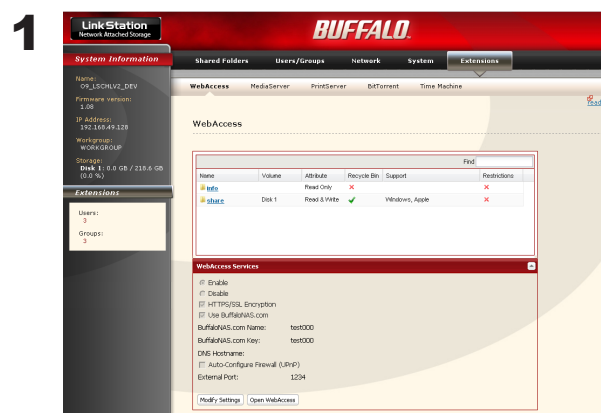 1
LinkStation
Network Attached Storage
BUFFALO
System Information
Shared Folders Users/Groups Network System Extensions
WebAccess MediaServer PrintServer BitTorrent Time Machine
Name:
09_LSCHLV2_DEV
Firmware version:
1.08
IP Address:
192.168.49.128
Workgroup:
WORKGROUP
Storage:
Disk 1: 0.0 GB / 218.6 GB
(0.0 %)
Extensions
Users:
3
Groups:
3
WebAccess
Find
Name Volume Attribute Recycle Bin Support Restrictions
info Read Only
share Disk 1 Read & Write Windows, Apple
WebAccess Services
Enable
Disable
HTTPS/SSL Encryption
Use BuffaloNAS.com
BuffaloNAS.com Name: test000
BuffaloNAS.com Key: test000
DNS Hostname:
Auto-Configure Firewall (UPnP)
External Port: 1234
Modify Settings Open WebAccess